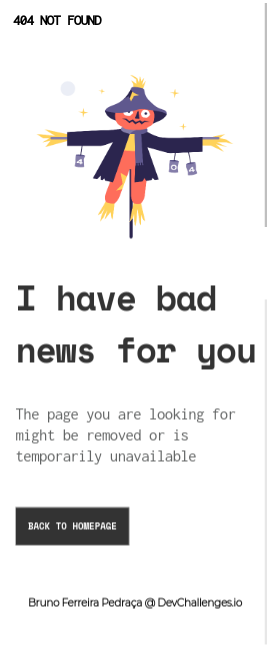 404 NOT FOUND
4
0
4
I have bad
news for you
The page you are looking for
might be removed or is
temporarily unavailable
BACK TO HOMEPAGE
Bruno Ferreira Pedraça @ DevChallenges.io